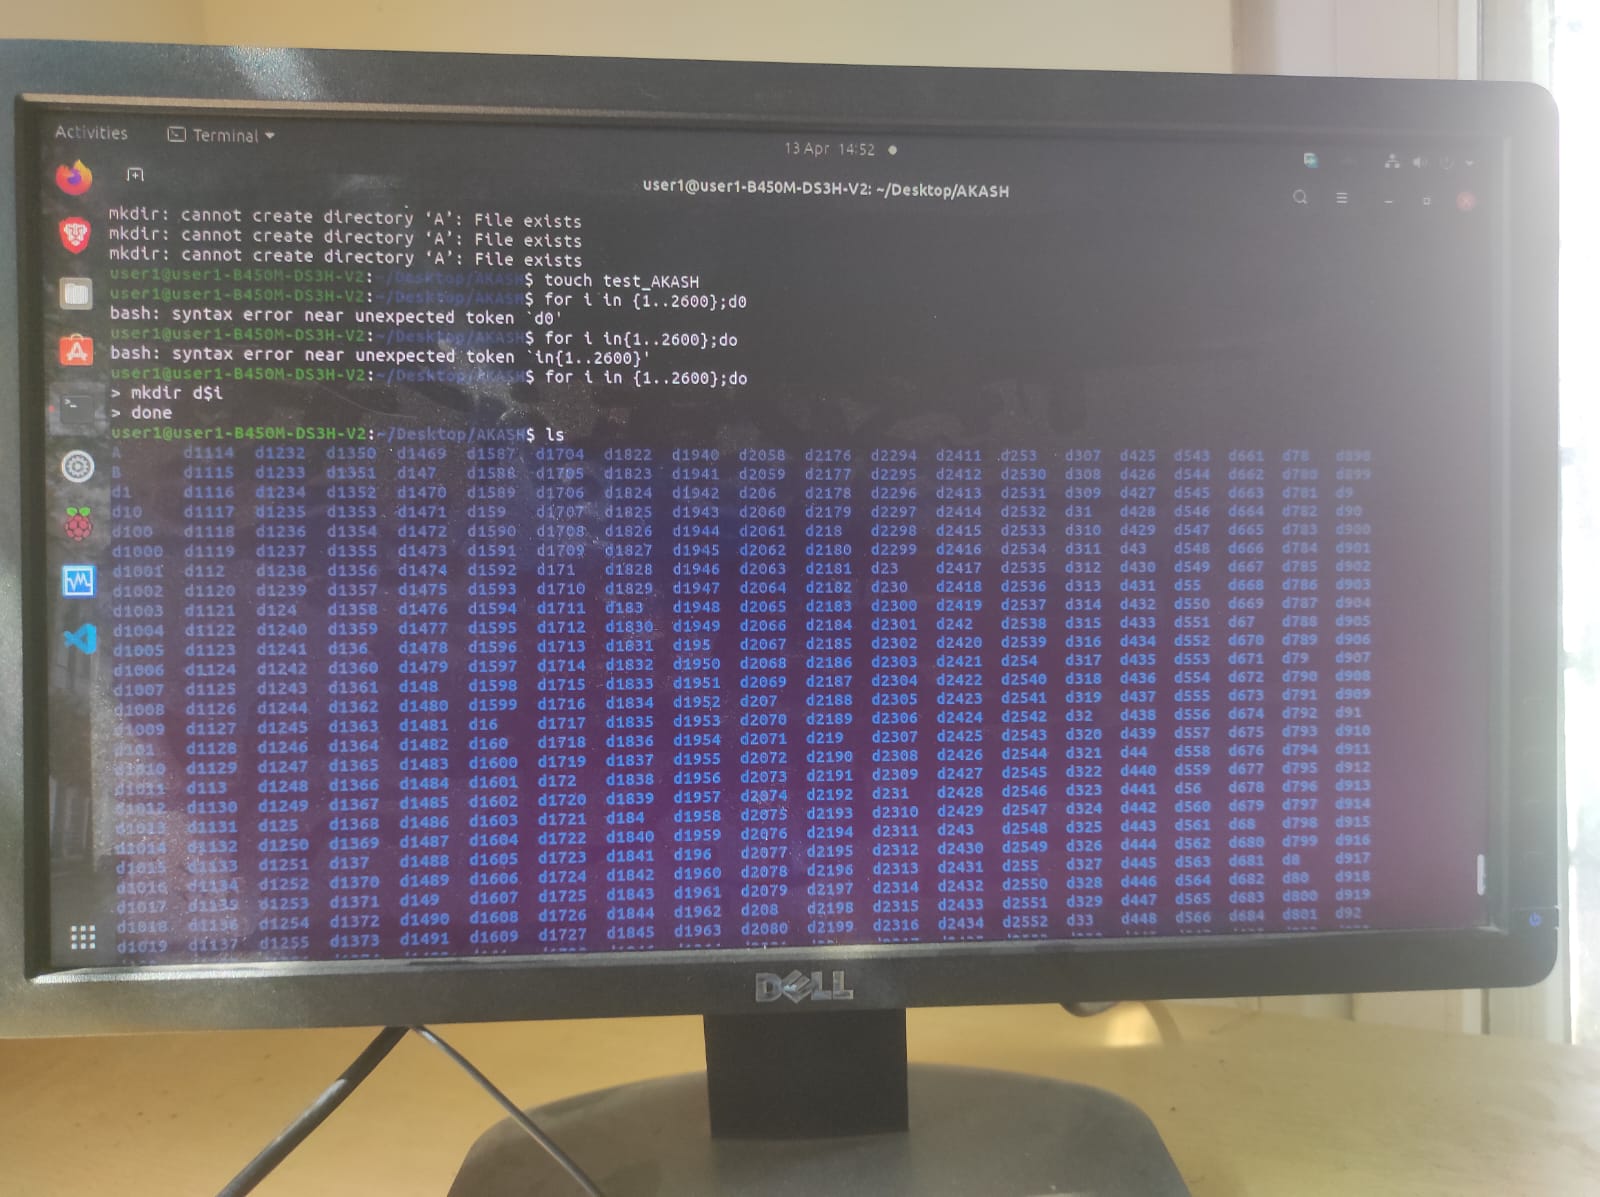 Activities Terminal
13 Apr 14:52
user1@user1-B450M-DS3H-V2: ~/Desktop/AKASH
mkdir: cannot create directory ‘A’: File exists
mkdir: cannot create directory ‘A’: File exists
mkdir: cannot create directory ‘A’: File exists
user1@user1-B450M-DS3H-V2:~/Desktop/AKASH$ touch test_AKASH
user1@user1-B450M-DS3H-V2:~/Desktop/AKASH$ for i in {1..2600};d0
bash: syntax error near unexpected token `d0'
user1@user1-B450M-DS3H-V2:~/Desktop/AKASH$ for i in{1..2600};do
bash: syntax error near unexpected token `in{1..2600}'
user1@user1-B450M-DS3H-V2:~/Desktop/AKASH$ for i in {1..2600};do
> mkdir d$i
> done
user1@user1-B450M-DS3H-V2:~/Desktop/AKASH$ ls
A d1114 d1232 d1350 d1469 d1587 d1704 d1822 d1940 d2058 d2176 d2294 d2411 d253 d307 d425 d543 d661 d78 d898
B d1115 d1233 d1351 d147 d1588 d1705 d1823 d1941 d2059 d2177 d2295 d2412 d2530 d308 d426 d544 d662 d780 d899
d1 d1116 d1234 d1352 d1470 d1589 d1706 d1824 d1942 d206 d2178 d2296 d2413 d2531 d309 d427 d545 d663 d781 d9
d10 d1117 d1235 d1353 d1471 d159 d1707 d1825 d1943 d2060 d2179 d2297 d2414 d2532 d31 d428 d546 d664 d782 d90
d100 d1118 d1236 d1354 d1472 d1590 d1708 d1826 d1944 d2061 d218 d2298 d2415 d2533 d310 d429 d547 d665 d783 d900
d1000 d1119 d1237 d1355 d1473 d1591 d1709 d1827 d1945 d2062 d2180 d2299 d2416 d2534 d311 d43 d548 d666 d784 d901
d1001 d112 d1238 d1356 d1474 d1592 d171 d1828 d1946 d2063 d2181 d23 d2417 d2535 d312 d430 d549 d667 d785 d902
d1002 d1120 d1239 d1357 d1475 d1593 d1710 d1829 d1947 d2064 d2182 d230 d2418 d2536 d313 d431 d55 d668 d786 d903
d1003 d1121 d124 d1358 d1476 d1594 d1711 d183 d1948 d2065 d2183 d2300 d2419 d2537 d314 d432 d550 d669 d787 d904
d1004 d1122 d1240 d1359 d1477 d1595 d1712 d1830 d1949 d2066 d2184 d2301 d242 d2538 d315 d433 d551 d67 d788 d905
d1005 d1123 d1241 d136 d1478 d1596 d1713 d1831 d195 d2067 d2185 d2302 d2420 d2539 d316 d434 d552 d670 d789 d906
d1006 d1124 d1242 d1360 d1479 d1597 d1714 d1832 d1950 d2068 d2186 d2303 d2421 d254 d317 d435 d553 d671 d79 d907
d1007 d1125 d1243 d1361 d148 d1598 d1715 d1833 d1951 d2069 d2187 d2304 d2422 d2540 d318 d436 d554 d672 d790 d908
d1008 d1126 d1244 d1362 d1480 d1599 d1716 d1834 d1952 d207 d2188 d2305 d2423 d2541 d319 d437 d555 d673 d791 d909
d1009 d1127 d1245 d1363 d1481 d16 d1717 d1835 d1953 d2070 d2189 d2306 d2424 d2542 d32 d438 d556 d674 d792 d91
d101 d1128 d1246 d1364 d1482 d160 d1718 d1836 d1954 d2071 d219 d2307 d2425 d2543 d320 d439 d557 d675 d793 d910
d1010 d1129 d1247 d1365 d1483 d1600 d1719 d1837 d1955 d2072 d2190 d2308 d2426 d2544 d321 d44 d558 d676 d794 d911
d1011 d113 d1248 d1366 d1484 d1601 d172 d1838 d1956 d2073 d2191 d2309 d2427 d2545 d322 d440 d559 d677 d795 d912
d1012 d1130 d1249 d1367 d1485 d1602 d1720 d1839 d1957 d2074 d2192 d231 d2428 d2546 d323 d441 d56 d678 d796 d913
d1013 d1131 d125 d1368 d1486 d1603 d1721 d184 d1958 d2075 d2193 d2310 d2429 d2547 d324 d442 d560 d679 d797 d914
d1014 d1132 d1250 d1369 d1487 d1604 d1722 d1840 d1959 d2076 d2194 d2311 d243 d2548 d325 d443 d561 d68 d798 d915
d1015 d1133 d1251 d137 d1488 d1605 d1723 d1841 d196 d2077 d2195 d2312 d2430 d2549 d326 d444 d562 d680 d799 d916
d1016 d1134 d1252 d1370 d1489 d1606 d1724 d1842 d1960 d2078 d2196 d2313 d2431 d255 d327 d445 d563 d681 d8 d917
d1017 d1135 d1253 d1371 d149 d1607 d1725 d1843 d1961 d2079 d2197 d2314 d2432 d2550 d328 d446 d564 d682 d80 d918
d1018 d1136 d1254 d1372 d1490 d1608 d1726 d1844 d1962 d208 d2198 d2315 d2433 d2551 d329 d447 d565 d683 d800 d919
d1019 d1137 d1255 d1373 d1491 d1609 d1727 d1845 d1963 d2080 d2199 d2316 d2434 d2552 d33 d448 d566 d684 d801 d92
DELL